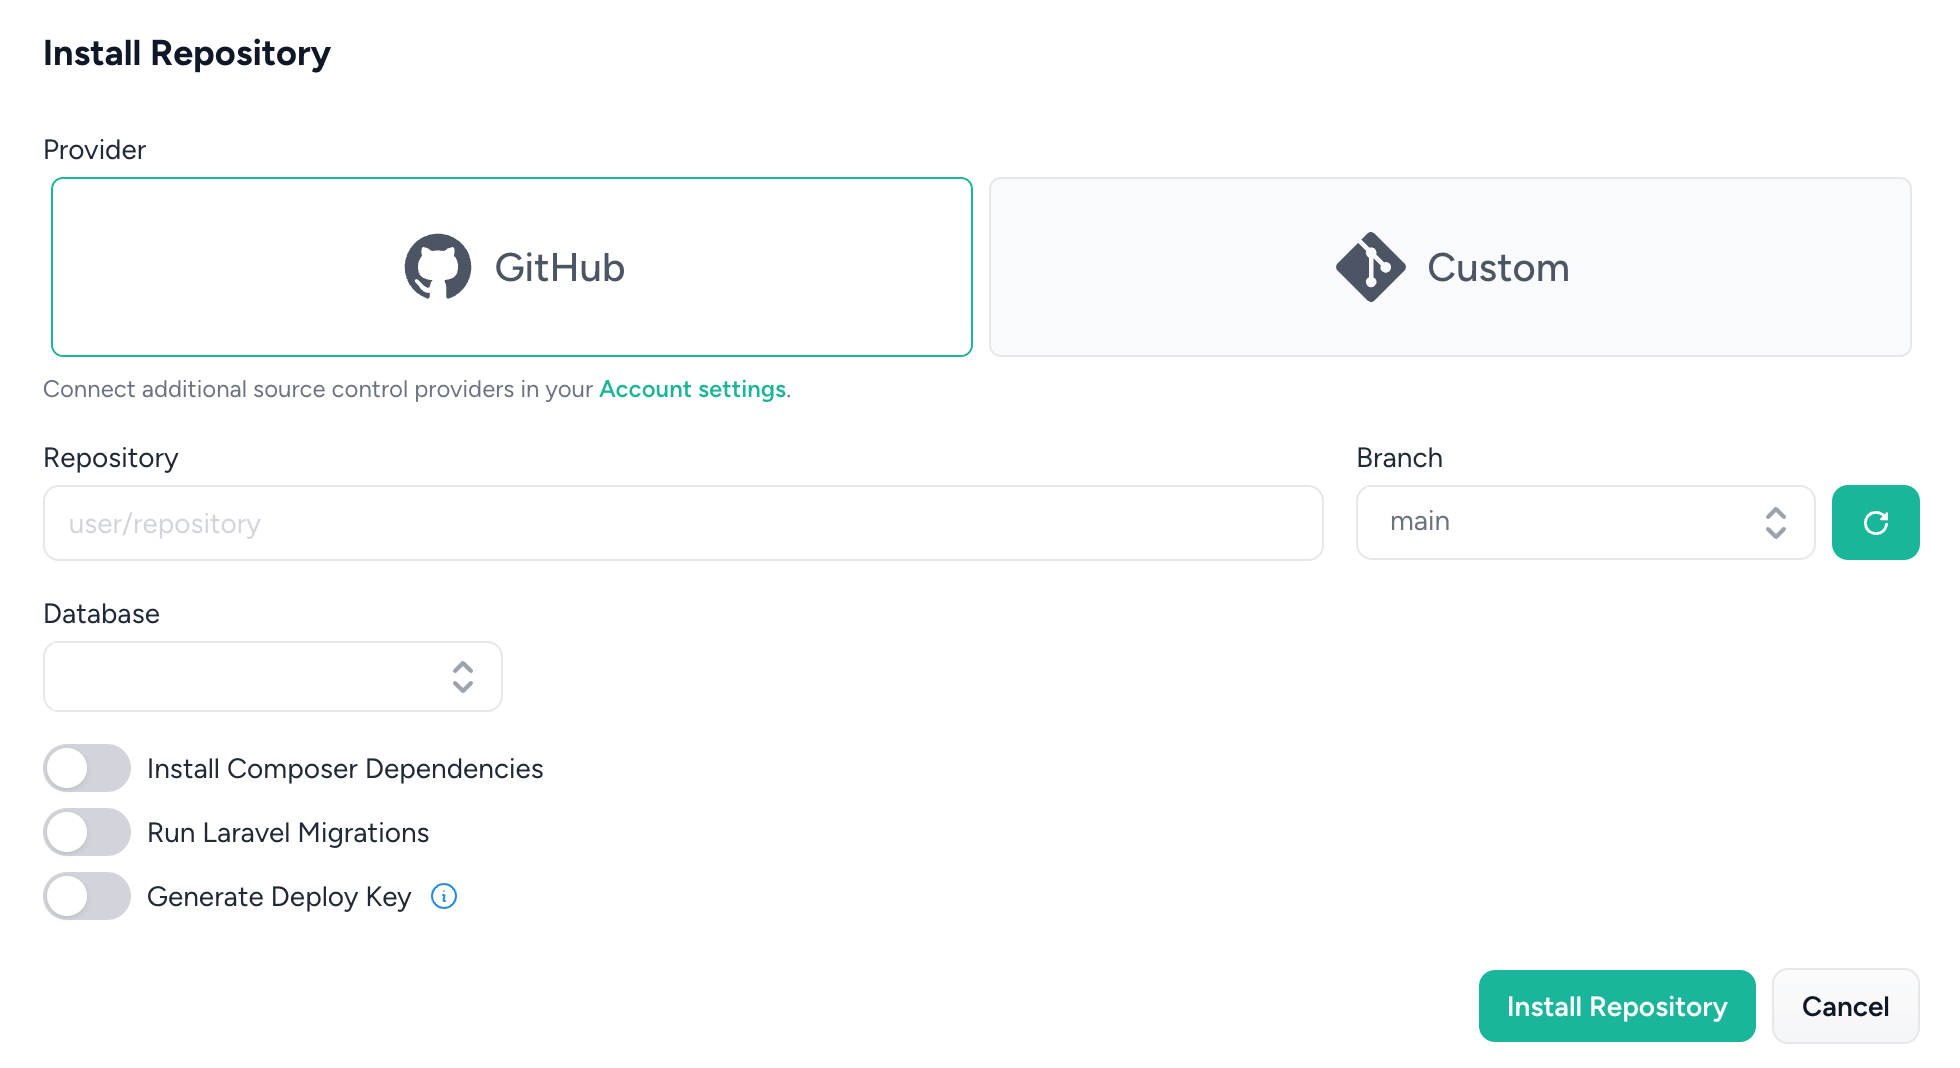 Install Repository
Provider
GitHub
Custom
Connect additional source control providers in your Account settings.
Repository
Branch
user/repository
main
Database
Install Composer Dependencies
Run Laravel Migrations
Generate Deploy Key
Install Repository
Cancel